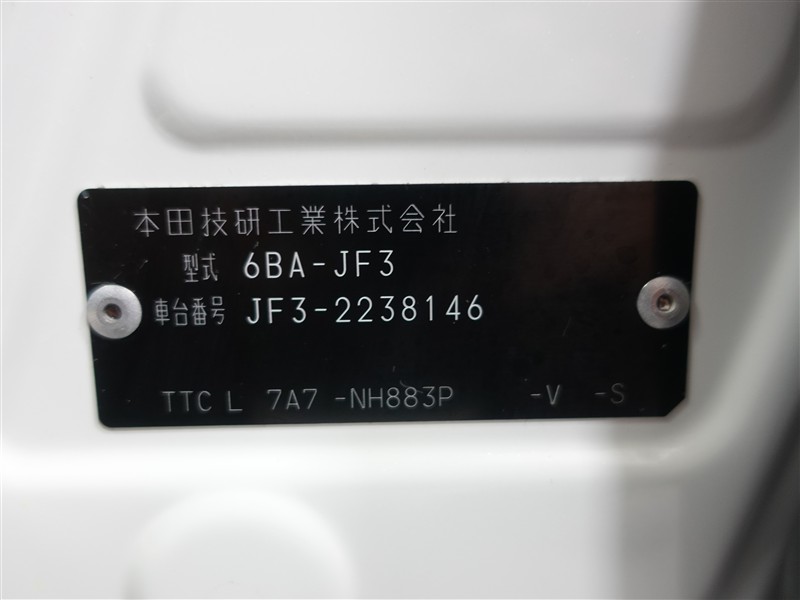 本田技研工業株式会社
型式 6BA-JF3
車台番号 JF3-2238146
TTC L 7A7 -NH883P -V -S